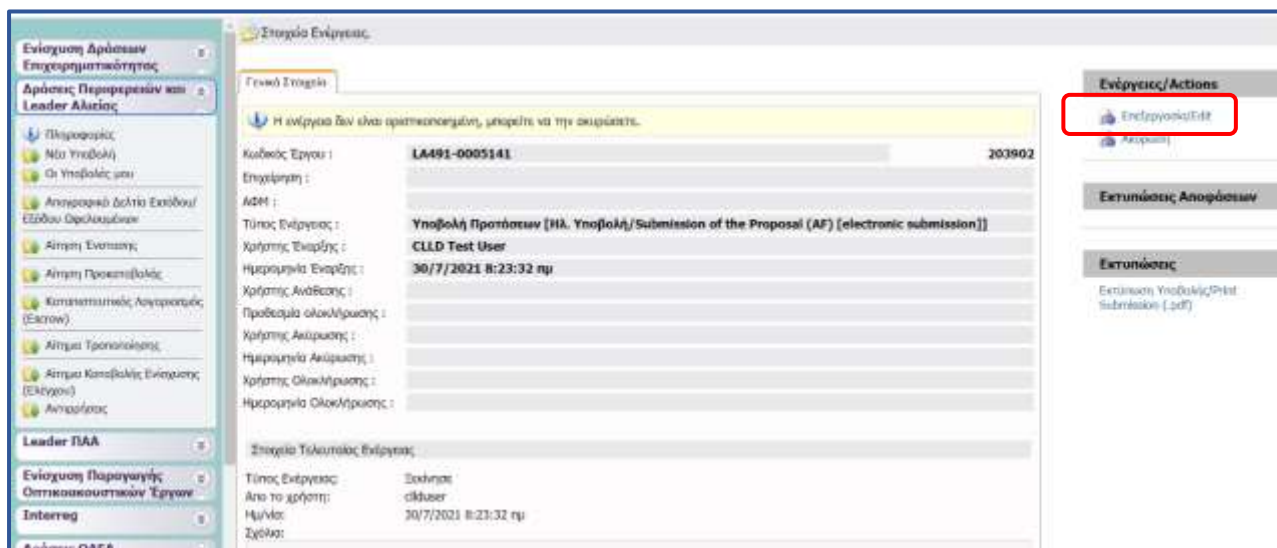 Στοιχεία Ενέργειας
Ενίσχυση Δράσεων
Επιχειρηματικότητας
Δράσεις Περιφερειών και
Leader Αλιείας
Πληροφορίες
Νέα Υποβολή
Οι Υποβολές μου
Απογραφικό Δελτίο Εισόδου/
Εξόδου Ωφελουμένων
Αίτηση Ένστασης
Αίτηση Προκαταβολής
Καταπιστευτικός Λογαριασμός
(Escrow)
Αίτημα Τροποποίησης
Αίτημα Καταβολής Ενίσχυσης
(Ελέγχου)
Αντιρρήσεις
Leader ΠΑΑ
Ενίσχυση Παραγωγής
Οπτικοακουστικών Έργων
Interreg
Δράσεις ΟΑΕΔ
Γενικά Στοιχεία
Η ενέργεια δεν είναι οριστικοποιημένη, μπορείτε να την ακυρώσετε.
Κωδικός Έργου : LA491-0005141 203902
Επιχείρηση :
ΑΦΜ :
Τύπος Ενέργειας : Υποβολή Προτάσεων [Ηλ. Υποβολή/Submission of the Proposal (AF) [electronic submission]]
Χρήστης Έναρξης : CLLD Test User
Ημερομηνία Έναρξης : 30/7/2021 8:23:32 πμ
Χρήστης Ανάθεσης :
Προθεσμία ολοκλήρωσης :
Χρήστης Ακύρωσης :
Ημερομηνία Ακύρωσης :
Χρήστης Ολοκλήρωσης :
Ημερομηνία Ολοκλήρωσης :
Στοιχεία Τελευταίας Ενέργειας
Τύπος Ενέργειας: Ξεκίνησε
Απο το χρήστη: cllduser
Ημ/νία: 30/7/2021 8:23:32 πμ
Σχόλια:
Ενέργειες/Actions
Επεξεργασία/Edit
Ακύρωση
Εκτυπώσεις Αποφάσεων
Εκτυπώσεις
Εκτύπωση Υποβολής/Print
Submission (.pdf)